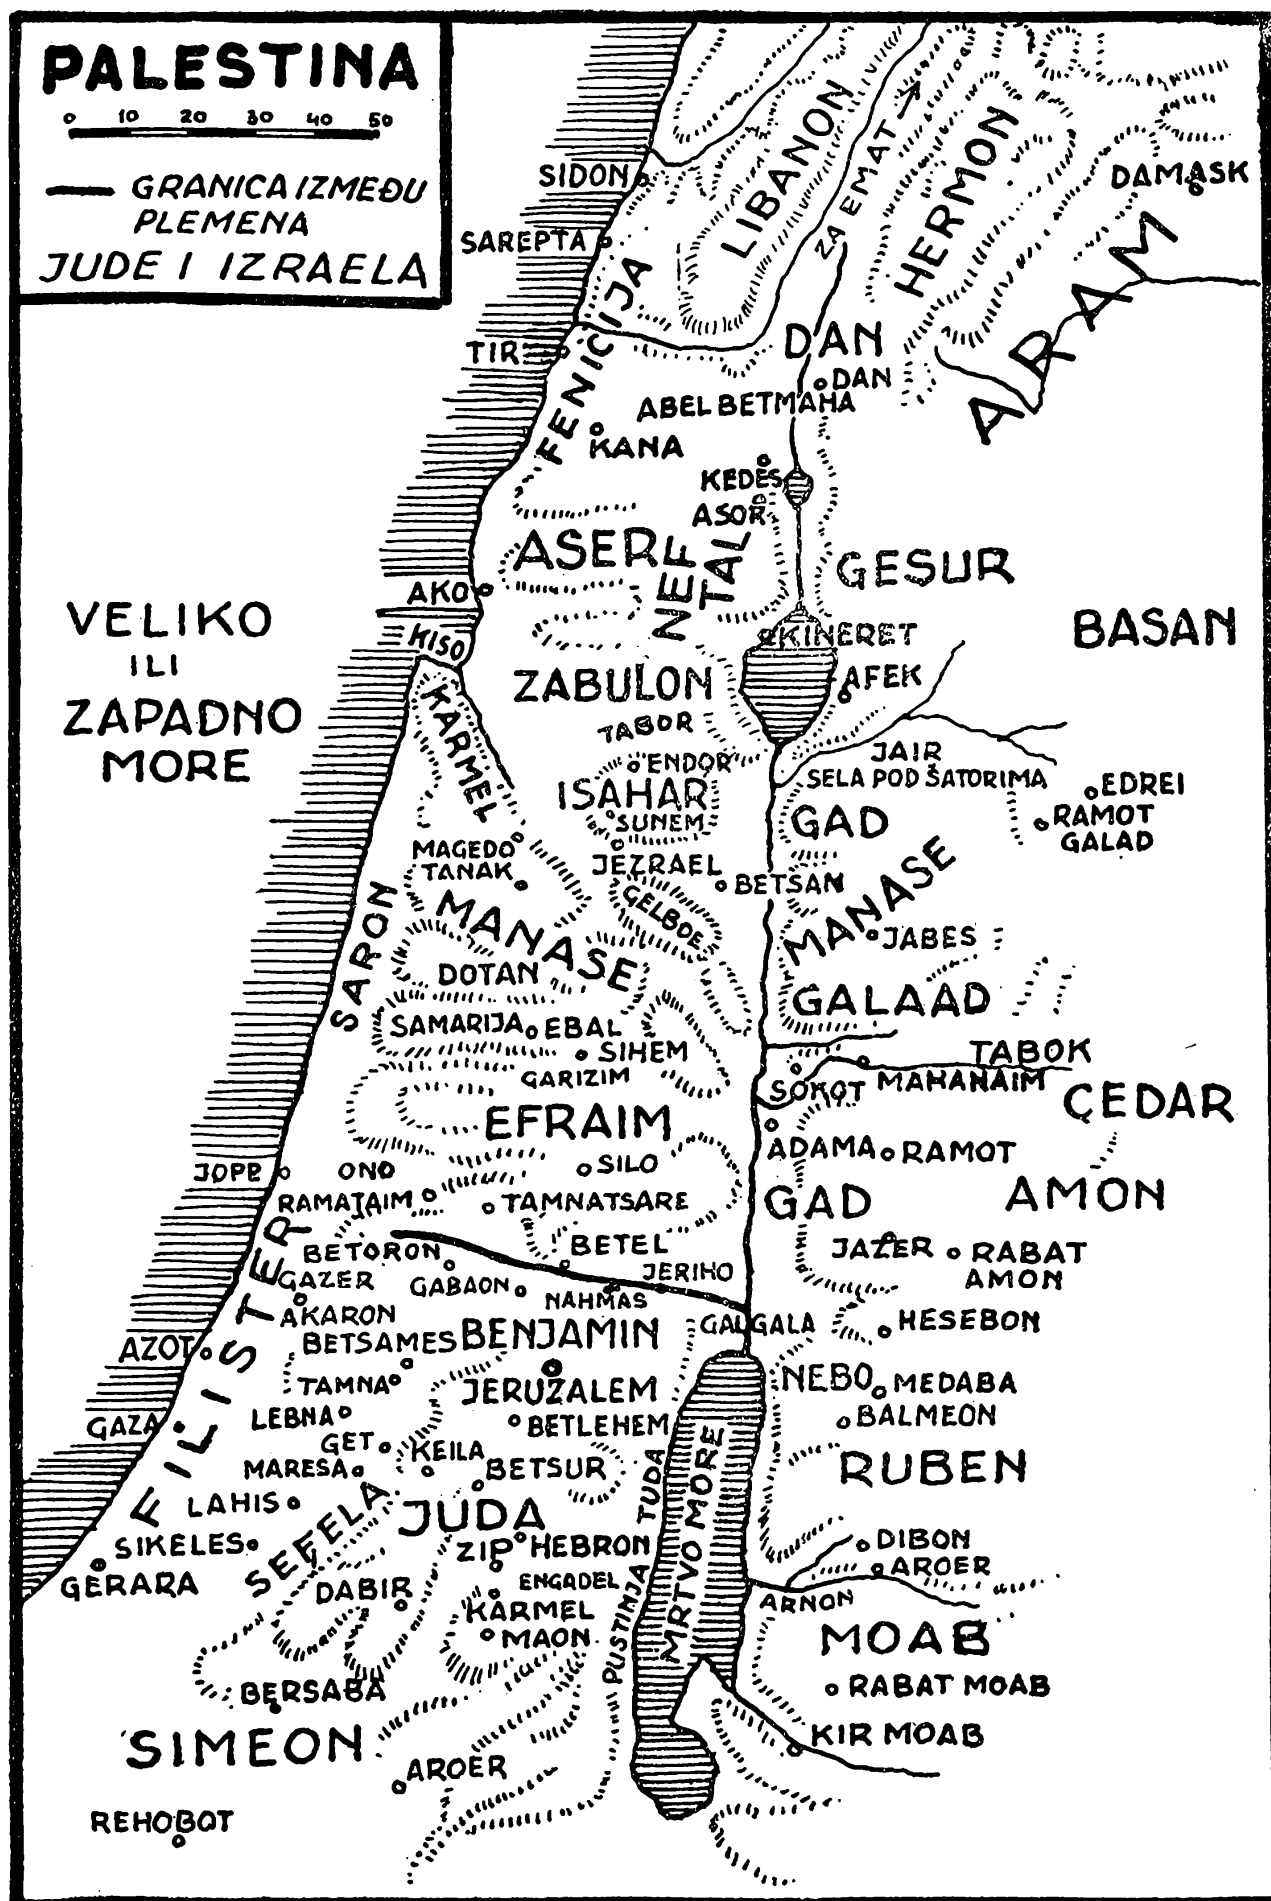 PALESTINA
0 10 20 30 40 50
GRANICA IZMEĐU
PLEMENA
JUDE I IZRAELA
LIBANON
ZA EMAT
HERMON
DAMASK
SIDON
SAREPTA
ARAM
FENICIJA
TIR
DAN
DAN
ABEL BETMAHA
KANA
KEDES
ASOR
ASER
NEF
TAL
GESUR
AKO
VELIKO
ILI
ZAPADNO
MORE
KISO
KINERET
BASAN
ZABULON
AFEK
KARMEL
TABOR
ENDOR
JAIR
SELA POD ŠATORIMA
EDREI
ISAHAR
SUNEM
GAD
RAMOT
GALAD
MAGEDO
TANAK
JEZRAEL
BETSAN
GELBOE
MANASE
MANASE
JABES
SARON
DOTAN
GALAAD
SAMARIJA
EBAL
SIHEM
GARIZIM
TABOK
SOKOT
MAHANAIM
CEDAR
EFRAIM
ADAMA
RAMOT
JOPE
ONO
SILO
RAMATAIM
TAMNATSARE
GAD
AMON
BETORON
BETEL
JAZER
RABAT
AMON
GAZER
GABAON
JERIHO
NAHMAS
AKARON
BETSAMES
BENJAMIN
GALGALA
HESEBON
FILISTER
AZOT
TAMNA
JERUZALEM
NEBO
MEDABA
LEBNA
BETLEHEM
BALMEON
GAZA
GET
KEILA
MARESA
BETSUR
RUBEN
LAHIS
JUDA
SEFELA
SIKELES
ZIP
HEBRON
DIBON
AROER
GERARA
DABIR
ENGADEL
ARNON
KARMEL
MAON
MOAB
PUSTINJA TUDA
MRTVO MORE
BERSABA
RABAT MOAB
SIMEON
KIR MOAB
AROER
REHOBOT